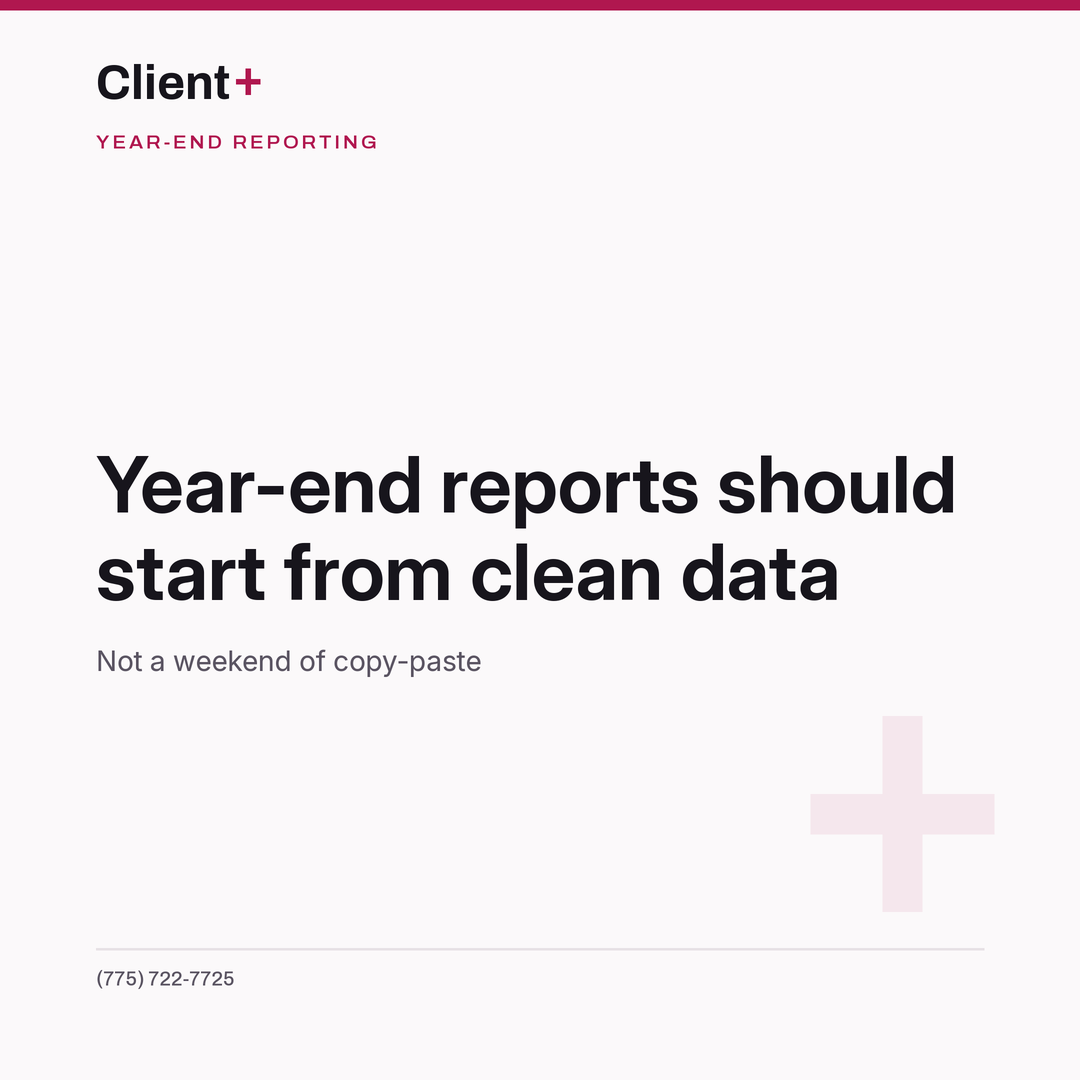 Client+
YEAR-END REPORTING
Year-end reports should
start from clean data
Not a weekend of copy-paste
(775) 722-7725